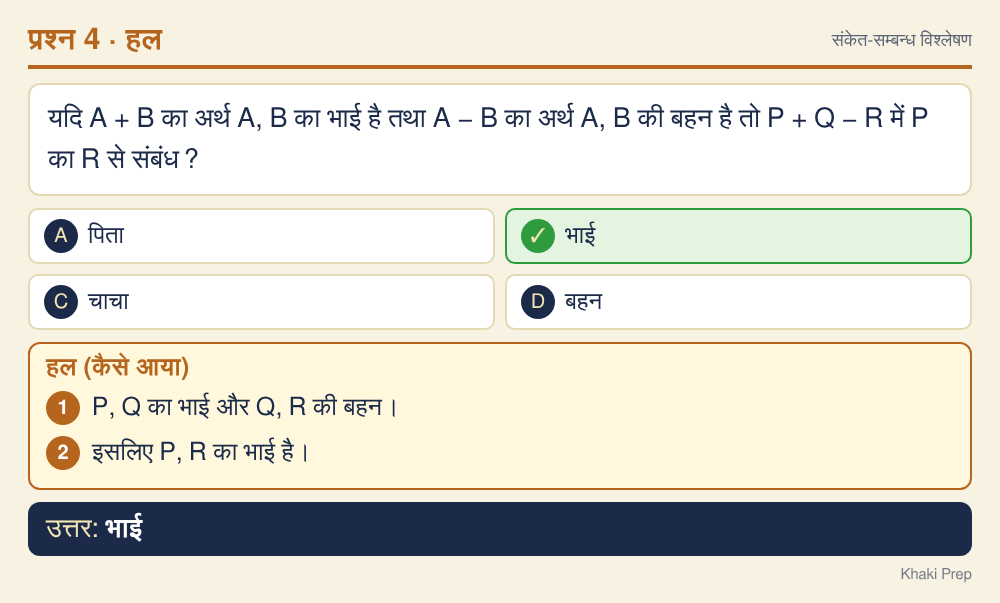 प्रश्न 4 · हल
संकेत-सम्बन्ध विश्लेषण
यदि A + B का अर्थ A, B का भाई है तथा A − B का अर्थ A, B की बहन है तो P + Q − R में P
का R से संबंध ?
A पिता
✓ भाई
C चाचा
D बहन
हल (कैसे आया)
1 P, Q का भाई और Q, R की बहन।
2 इसलिए P, R का भाई है।
उत्तर: भाई
Khaki Prep